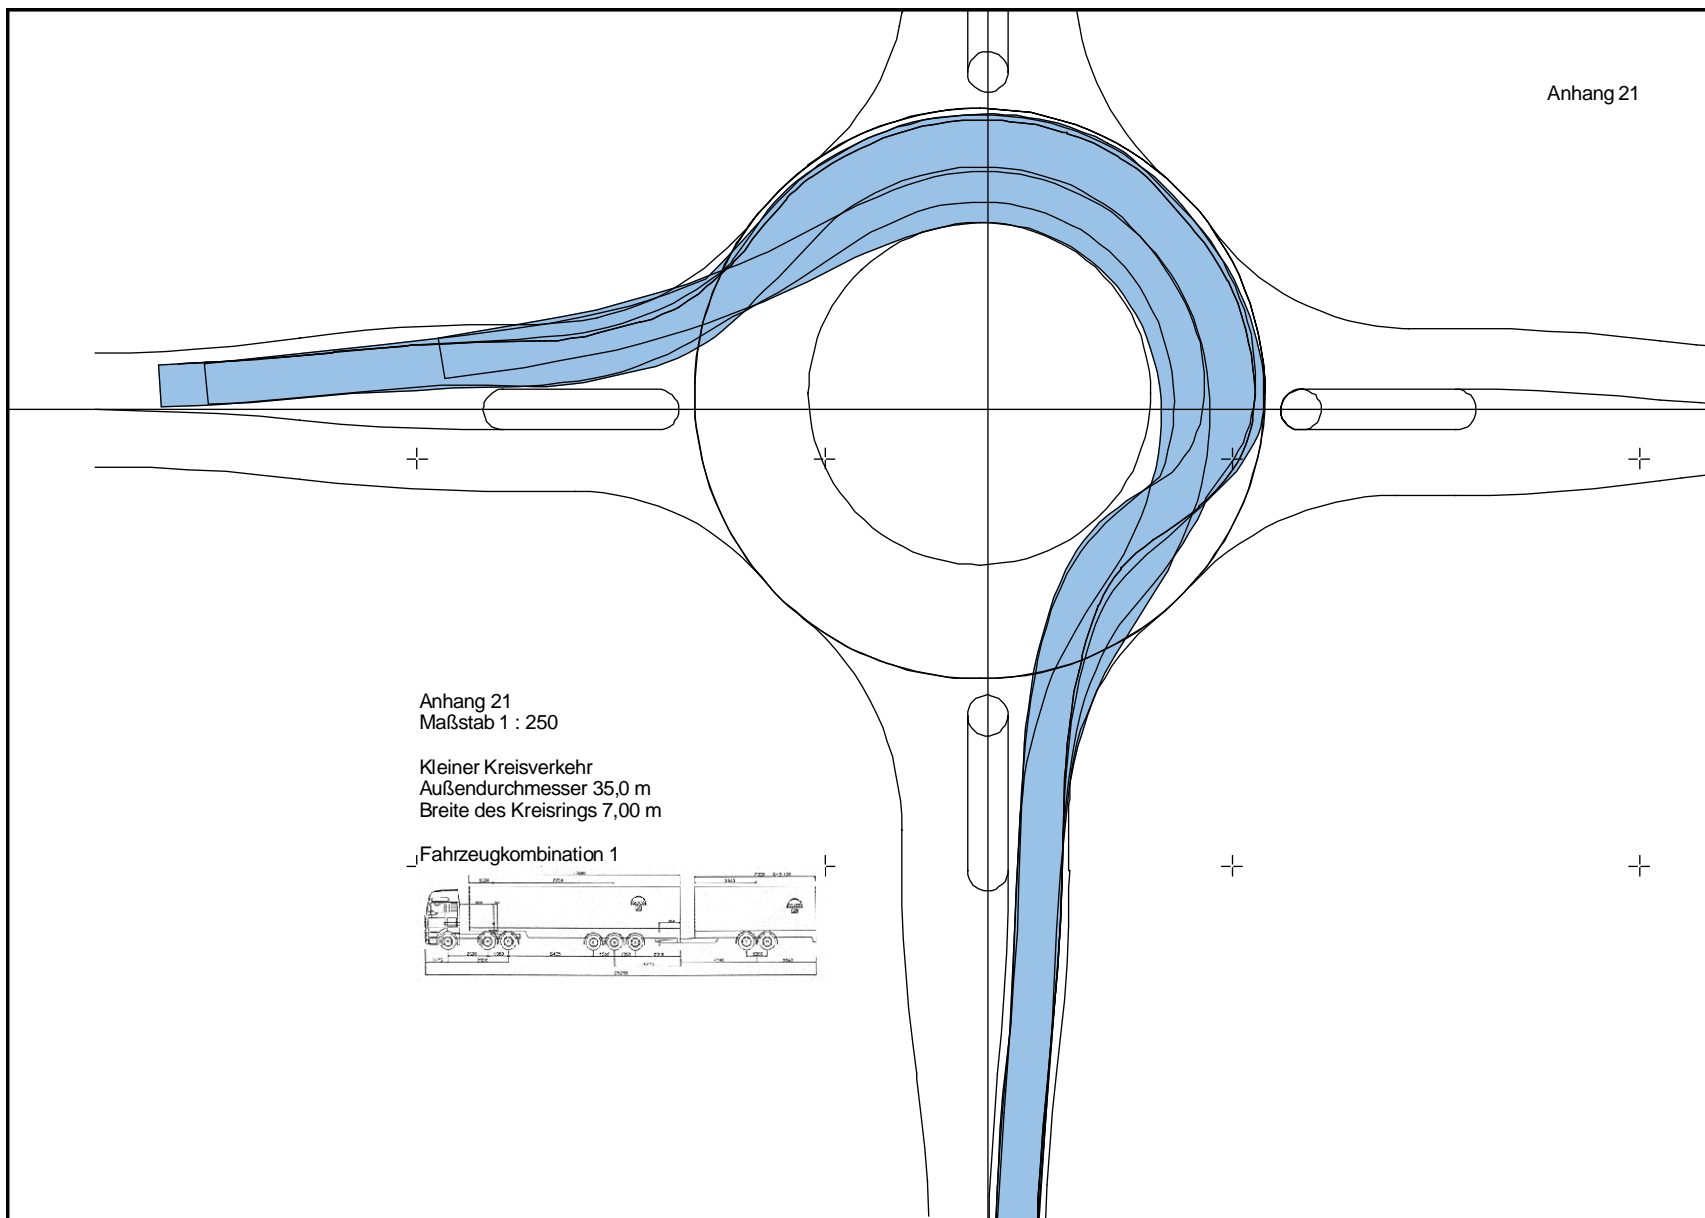 Anhang 21
Anhang 21
Maßstab 1 : 250
Kleiner Kreisverkehr
Außendurchmesser 35,0 m
Breite des Kreisrings 7,00 m
Fahrzeugkombination 1